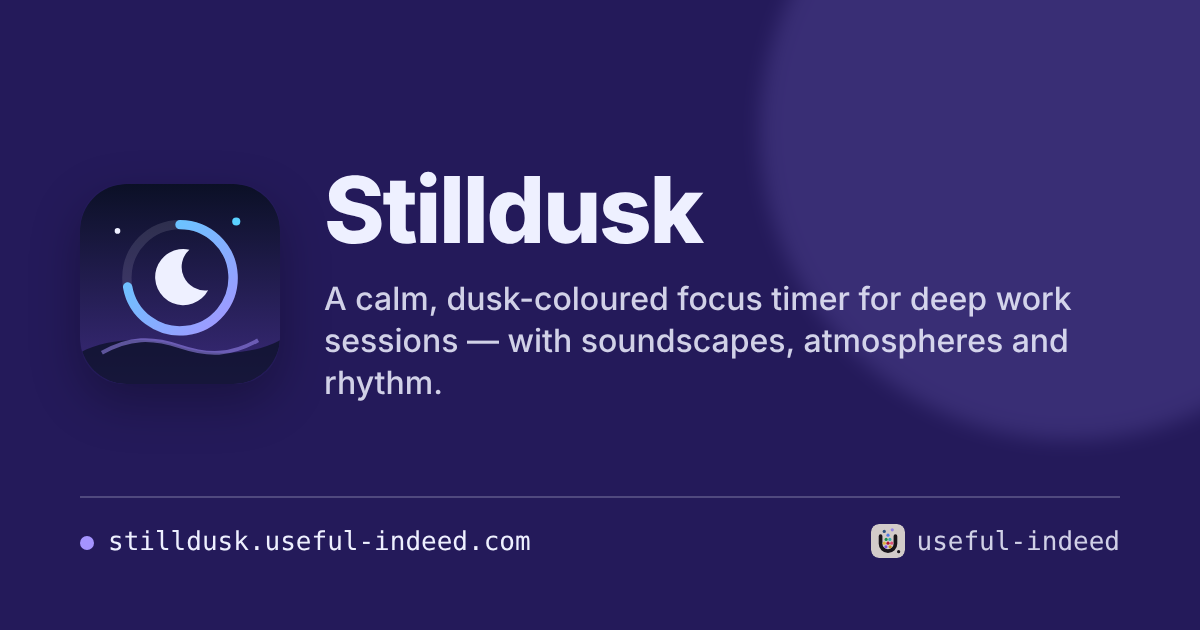 Stilldusk
A calm, dusk-coloured focus timer for deep work
sessions — with soundscapes, atmospheres and
rhythm.
stilldusk.useful-indeed.com
useful-indeed